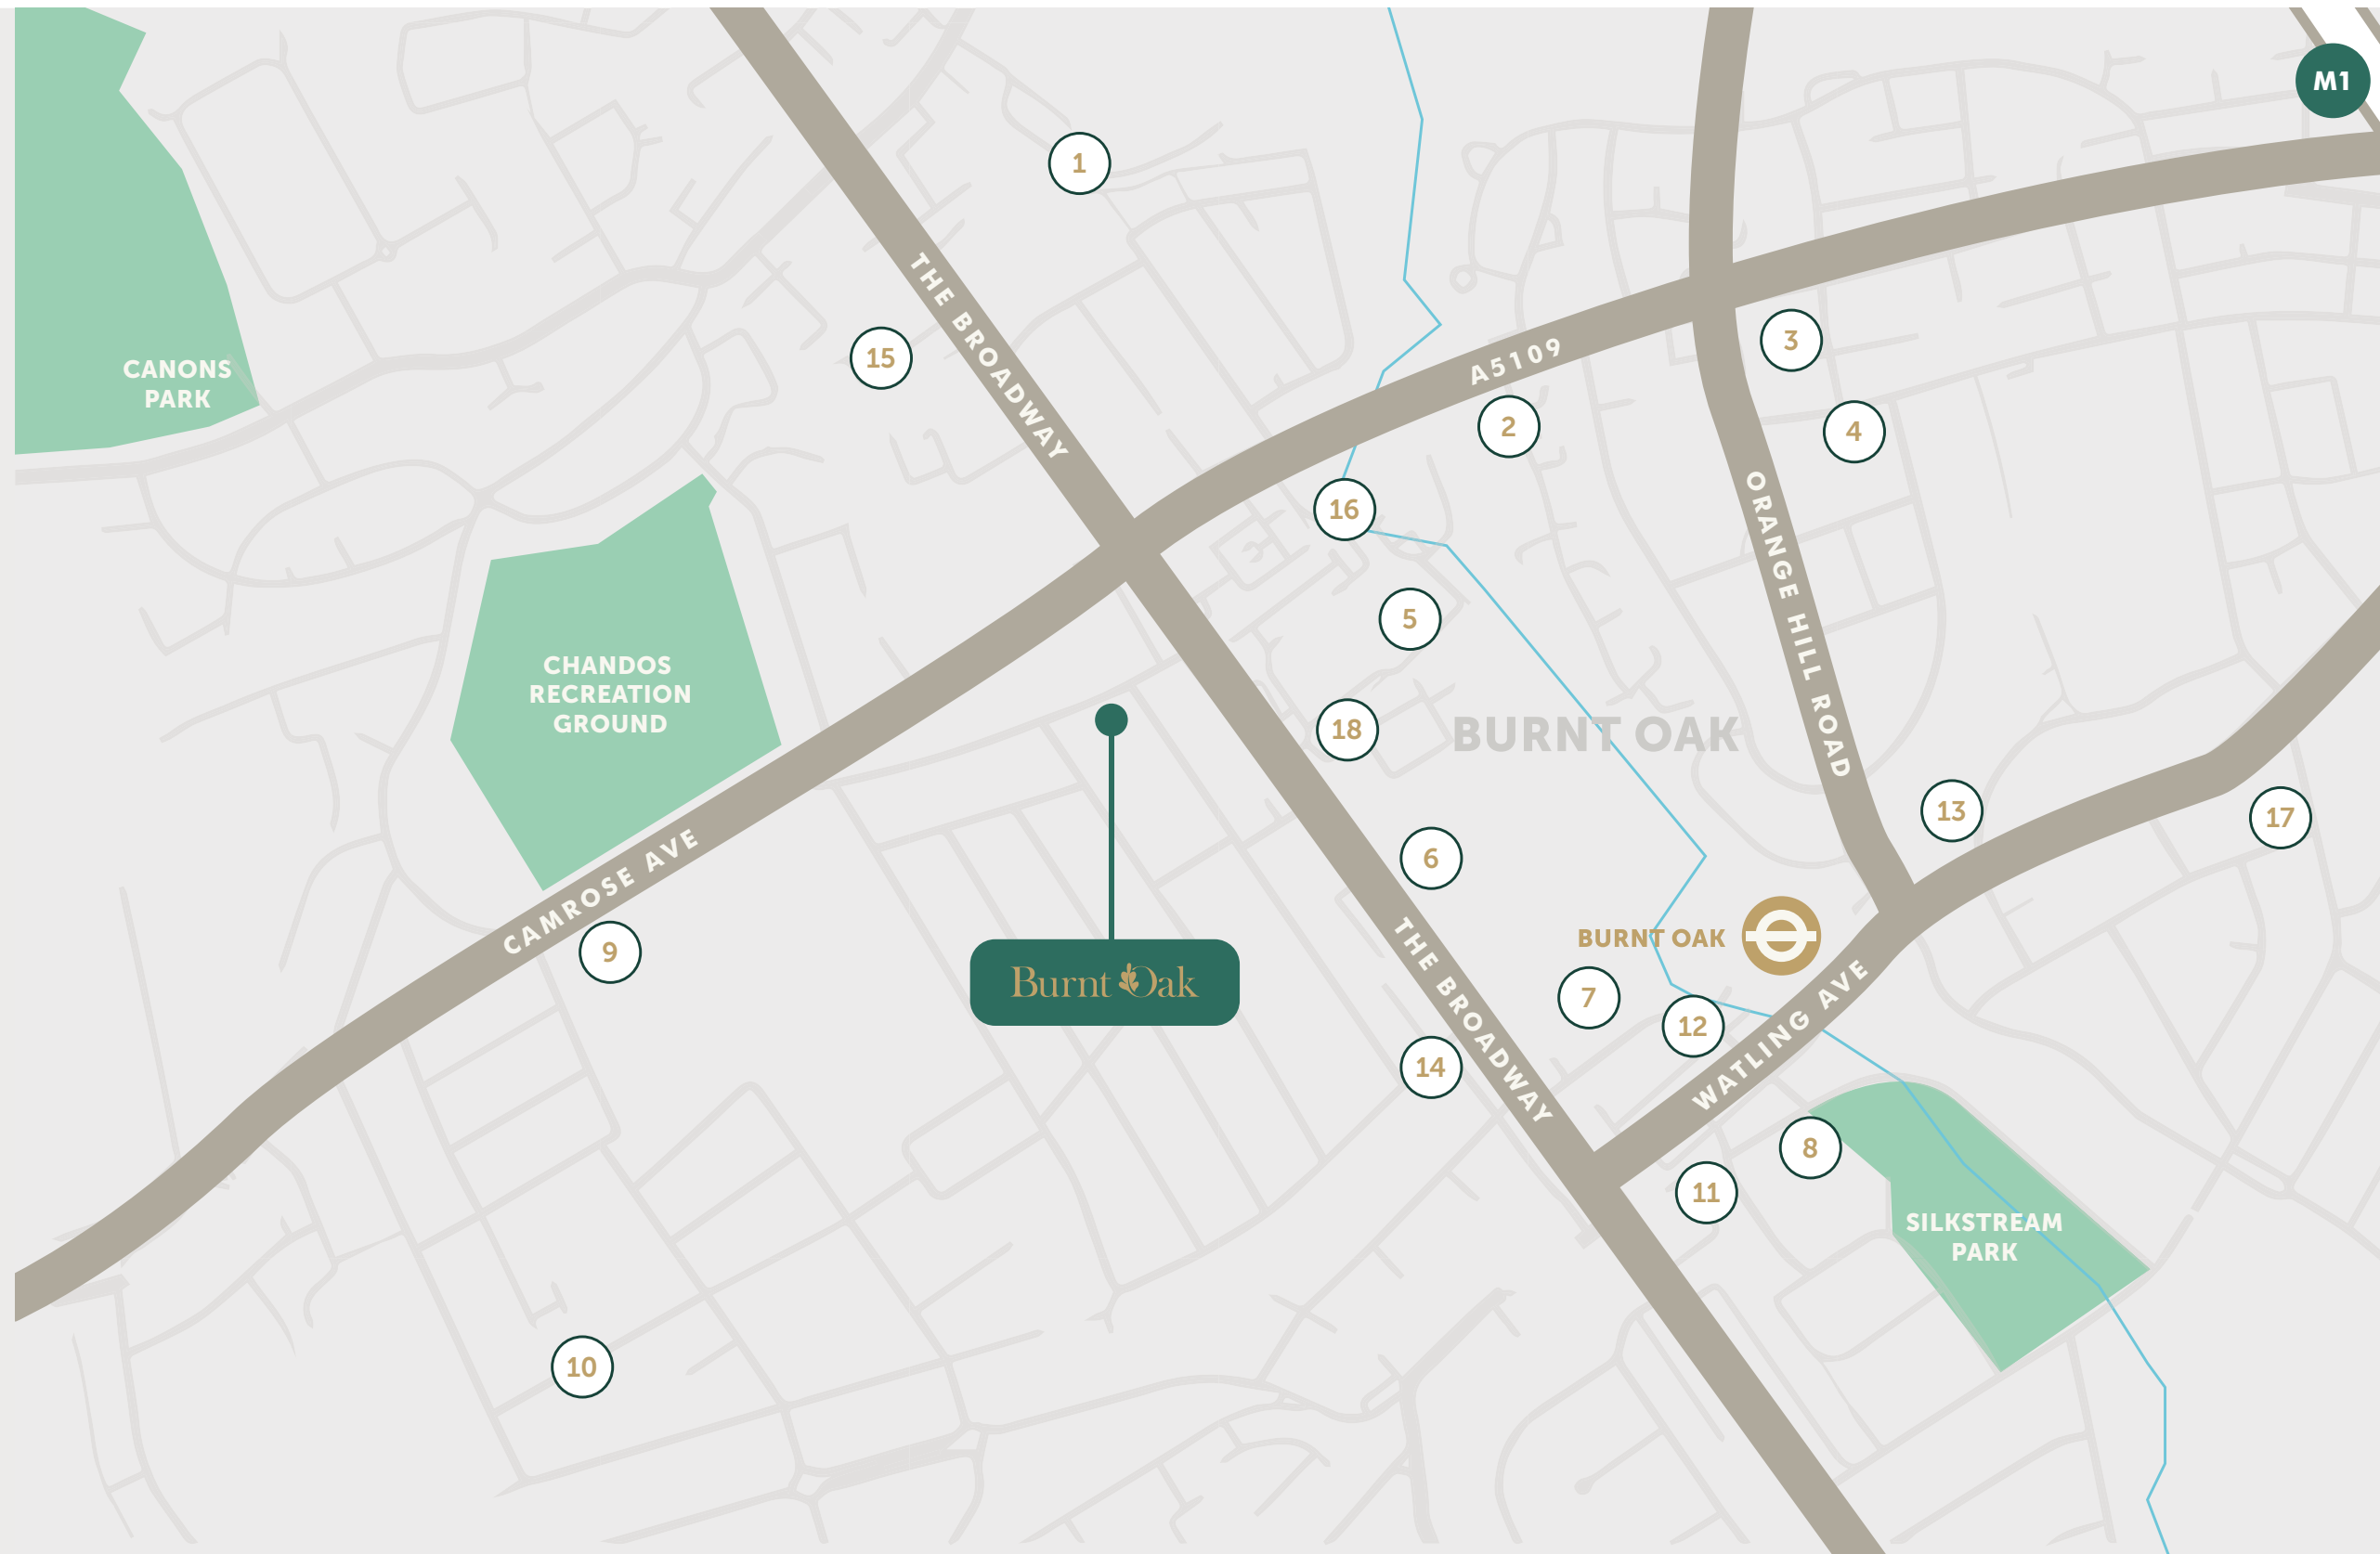 M1
1
THE BROADWAY
3
A5109
15
CANONS
PARK
2
4
16
ORANGE HILL ROAD
5
CHANDOS
RECREATION
GROUND
18
BURNT OAK
13
17
6
CAMROSE AVE
9
BURNT OAK
THE BROADWAY
Burnt Oak
7
12
WATLING AVE
14
8
11
SILKSTREAM
PARK
10